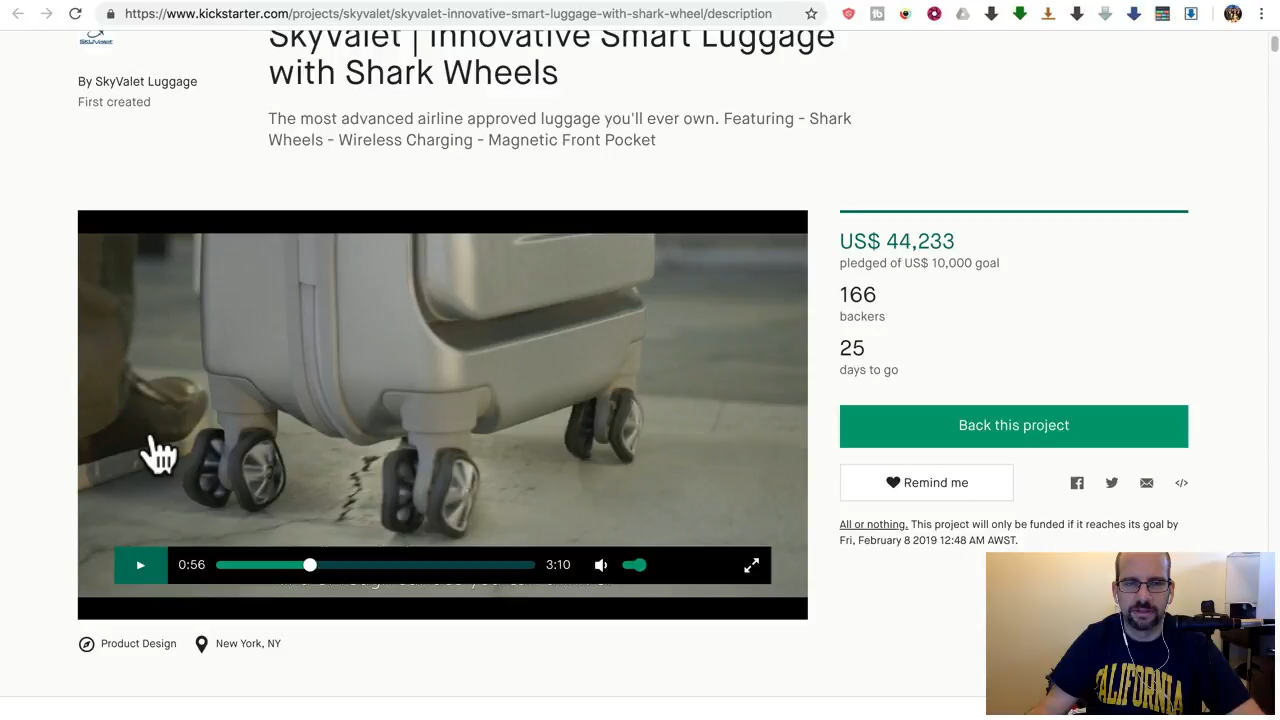 https://www.kickstarter.com/projects/skyvalet/skyvalet-innovative-smart-luggage-with-shark-wheel/description
SkyValet | Innovative Smart Luggage
with Shark Wheels
SKYVALET
By SkyValet Luggage
First created
The most advanced airline approved luggage you'll ever own. Featuring - Shark
Wheels - Wireless Charging - Magnetic Front Pocket
US$ 44,233
pledged of US$ 10,000 goal
166
backers
25
days to go
Back this project
Remind me
All or nothing. This project will only be funded if it reaches its goal by
Fri, February 8 2019 12:48 AM AWST.
0:56
3:10
Product Design
New York, NY
CALIFORNIA